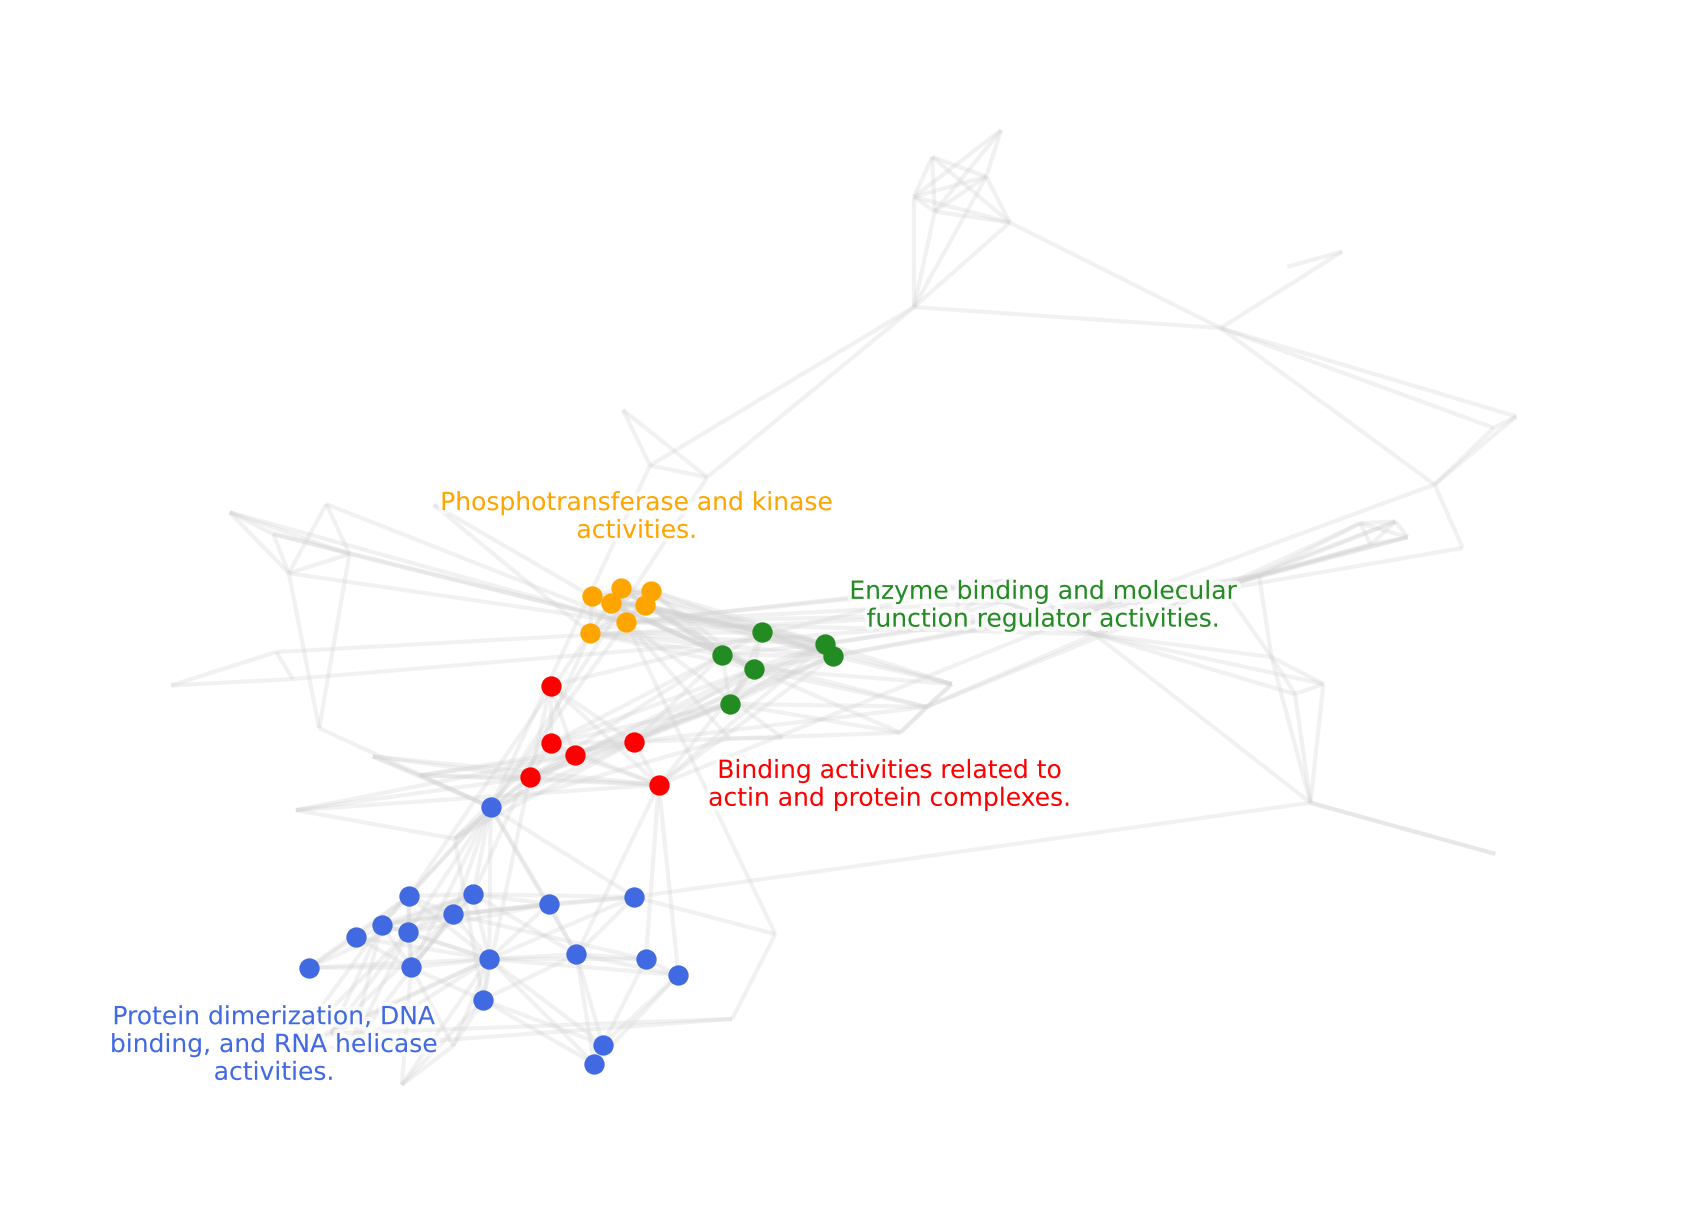 Phosphotransferase and kinase
activities.
Enzyme binding and molecular
function regulator activities.
Binding activities related to
actin and protein complexes.
Protein dimerization, DNA
binding, and RNA helicase
activities.